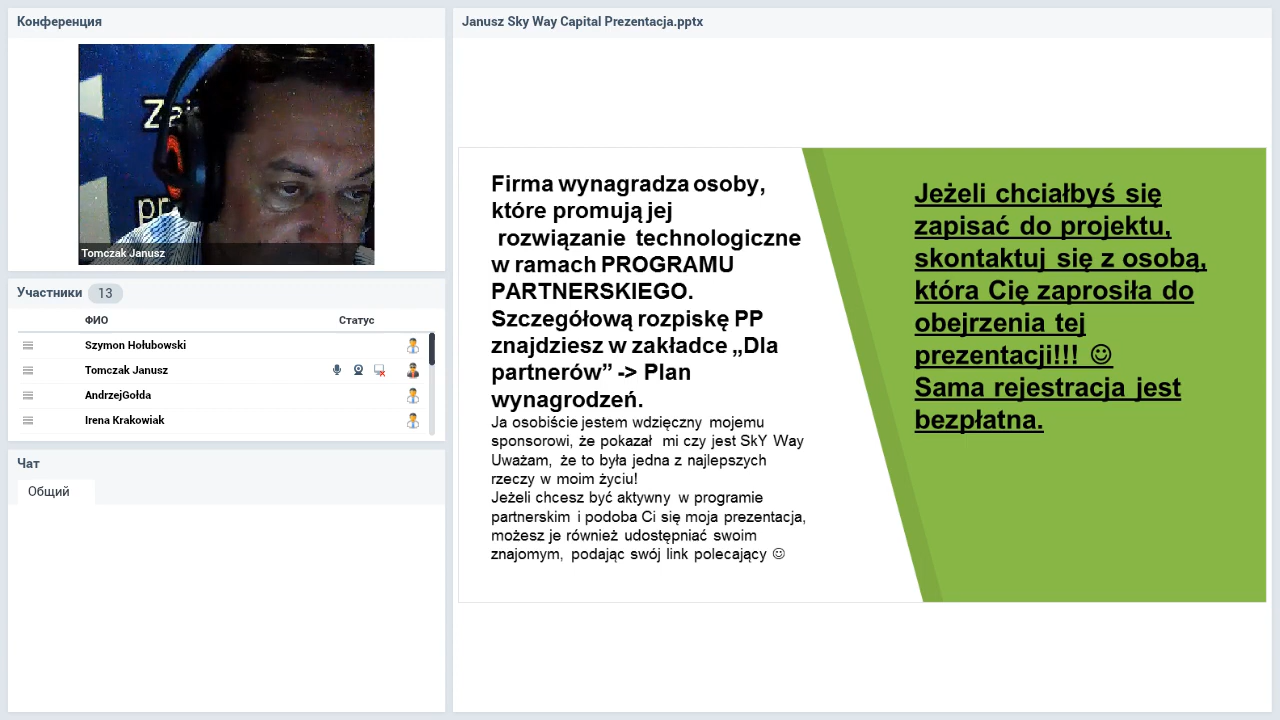 Конференция
Tomczak Janusz
Участники 13
ФИО Статус
Szymon Hołubowski
Tomczak Janusz
AndrzejGołda
Irena Krakowiak
Чат
Общий
Janusz Sky Way Capital Prezentacja.pptx
Firma wynagradza osoby,
które promują jej
rozwiązanie technologiczne
w ramach PROGRAMU
PARTNERSKIEGO.
Szczegółową rozpiskę PP
znajdziesz w zakładce „Dla
partnerów” -> Plan
wynagrodzeń.
Ja osobiście jestem wdzięczny mojemu
sponsorowi, że pokazał mi czy jest SkY Way
Uważam, że to była jedna z najlepszych
rzeczy w moim życiu!
Jeżeli chcesz być aktywny w programie
partnerskim i podoba Ci się moja prezentacja,
możesz je również udostępniać swoim
znajomym, podając swój link polecający ☺
Jeżeli chciałbyś się
zapisać do projektu,
skontaktuj się z osobą,
która Cię zaprosiła do
obejrzenia tej
prezentacji!!! ☺
Sama rejestracja jest
bezpłatna.